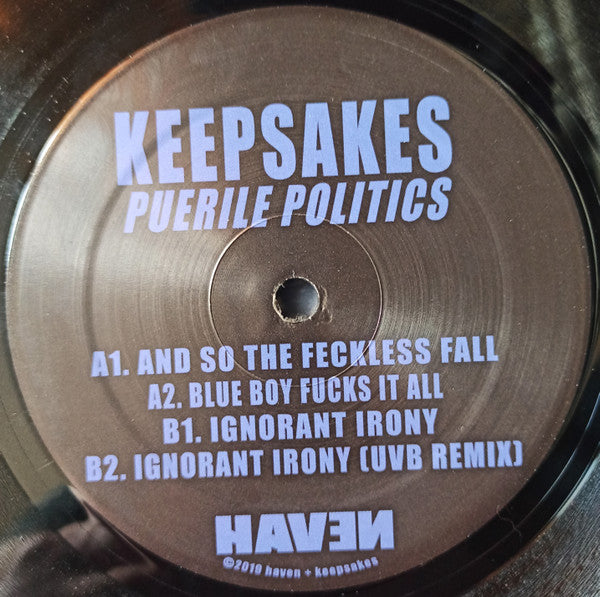 KEEPSAKES
PUERILE POLITICS
A1. AND SO THE FECKLESS FALL
A2. BLUE BOY FUCKS IT ALL
B1. IGNORANT IRONY
B2. IGNORANT IRONY (UVB REMIX)
HAVEN
©2019 haven + keepsakes